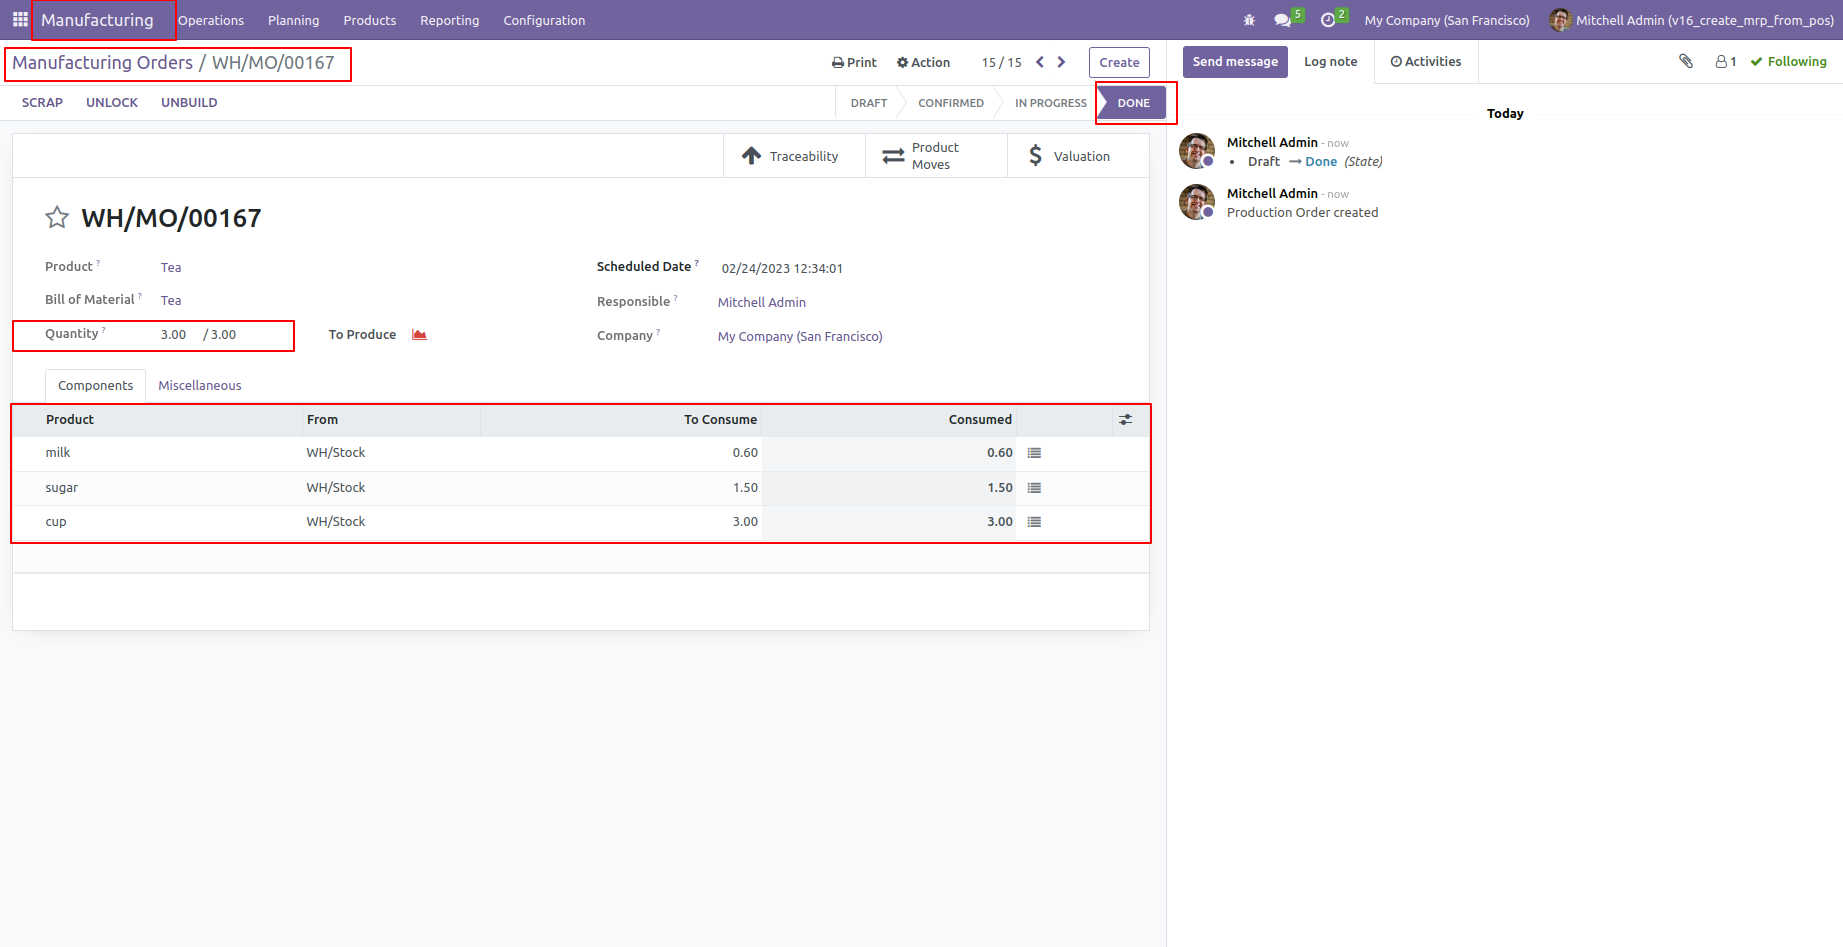 Manufacturing Operations Planning Products Reporting Configuration 5 2 My Company (San Francisco) Mitchell Admin (v16_create_mrp_from_pos)
Manufacturing Orders / WH/MO/00167 Print Action 15 / 15 Create Send message Log note Activities 1 Following
SCRAP UNLOCK UNBUILD DRAFT CONFIRMED IN PROGRESS DONE
Today
Traceability Product Moves $ Valuation
Mitchell Admin - now
• Draft → Done (State)
Mitchell Admin - now
Production Order created
WH/MO/00167
Product ? Tea Scheduled Date ? 02/24/2023 12:34:01
Bill of Material ? Tea Responsible ? Mitchell Admin
Quantity ? 3.00 / 3.00 To Produce Company ? My Company (San Francisco)
Components Miscellaneous
Product From To Consume Consumed
milk WH/Stock 0.60 0.60
sugar WH/Stock 1.50 1.50
cup WH/Stock 3.00 3.00